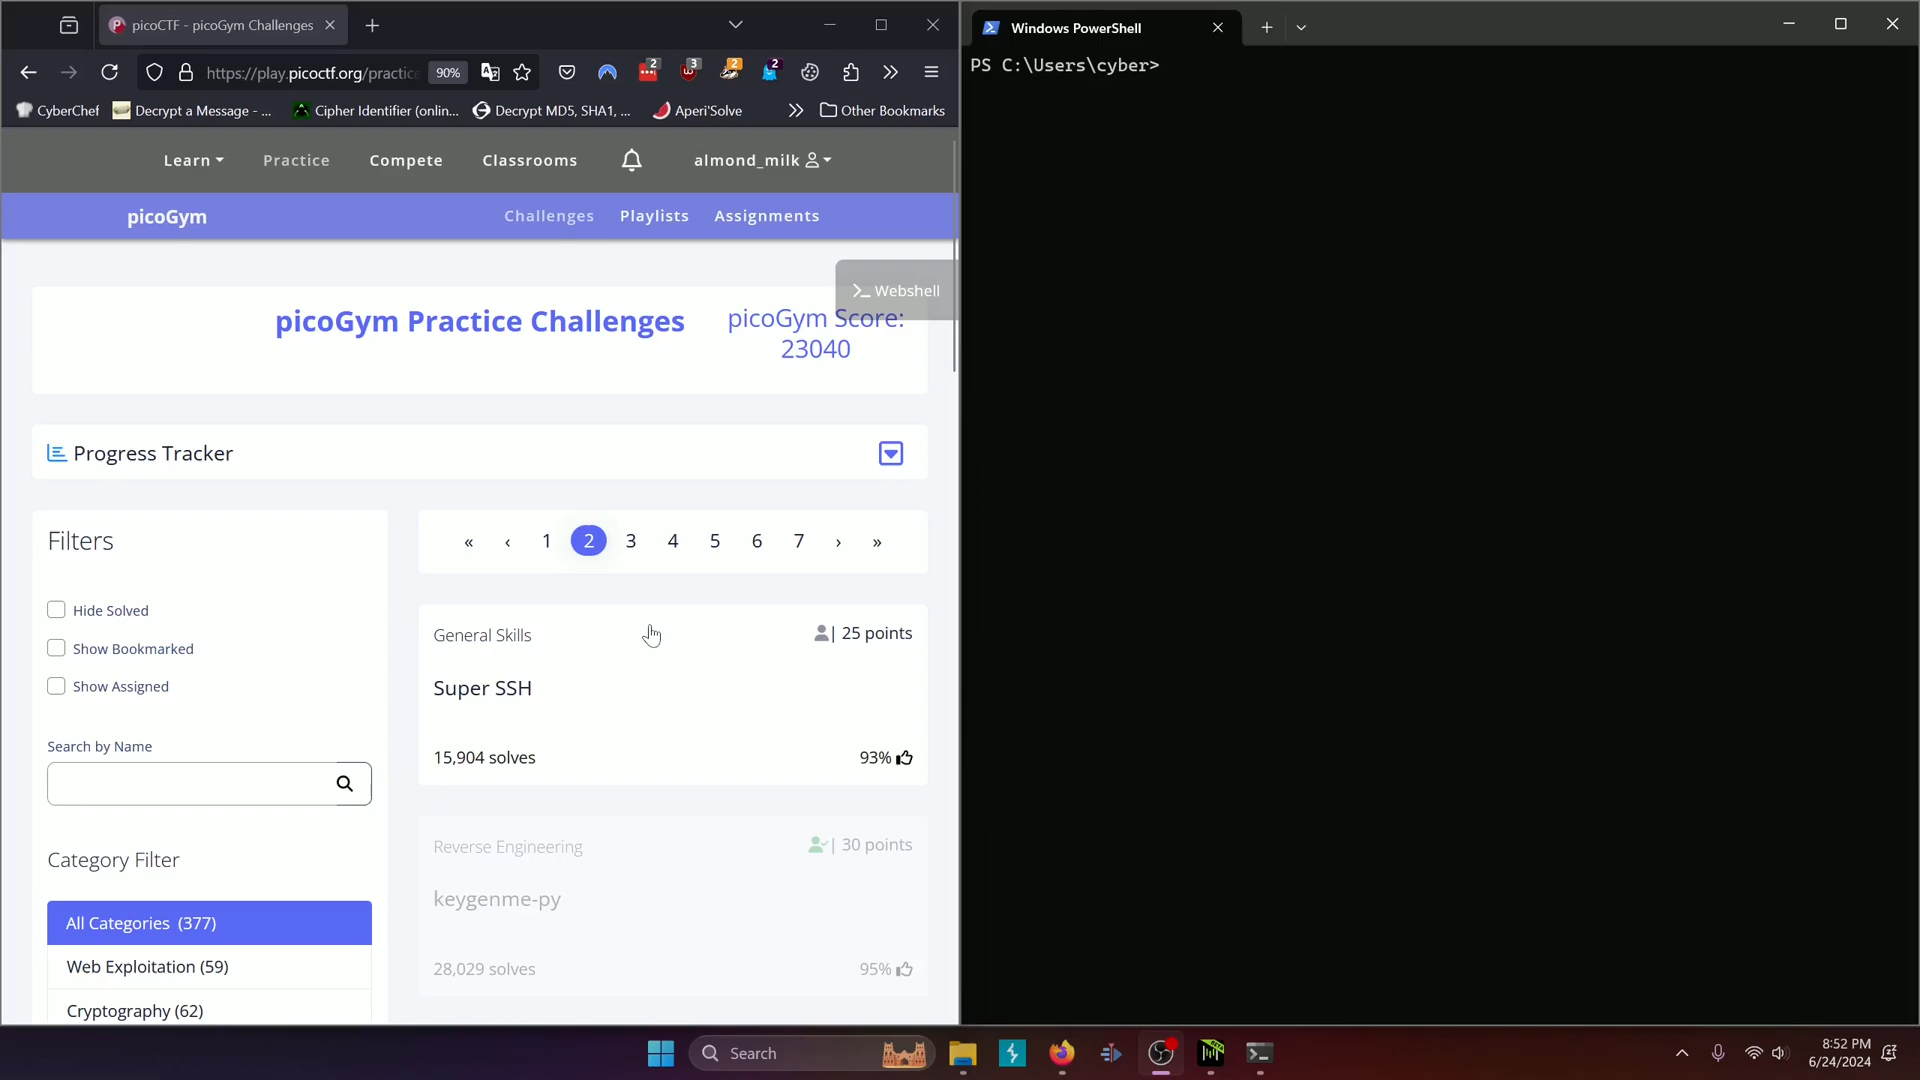 picoCTF - picoGym Challenges
https://play.picoctf.org/practice
90%
2
3
2
2
CyberChef
Decrypt a Message - ...
Cipher Identifier (onlin...
Decrypt MD5, SHA1, ...
Aperi'Solve
Other Bookmarks
Learn
Practice
Compete
Classrooms
almond_milk
picoGym
Challenges
Playlists
Assignments
Webshell
picoGym Practice Challenges
picoGym Score:
23040
Progress Tracker
Filters
Hide Solved
Show Bookmarked
Show Assigned
Search by Name
Category Filter
All Categories (377)
Web Exploitation (59)
Cryptography (62)
« ‹ 1 2 3 4 5 6 7 › »
General Skills
| 25 points
Super SSH
15,904 solves
93%
Reverse Engineering
| 30 points
keygenme-py
28,029 solves
95%
Windows PowerShell
PS C:\Users\cyber>
Search
8:52 PM
6/24/2024